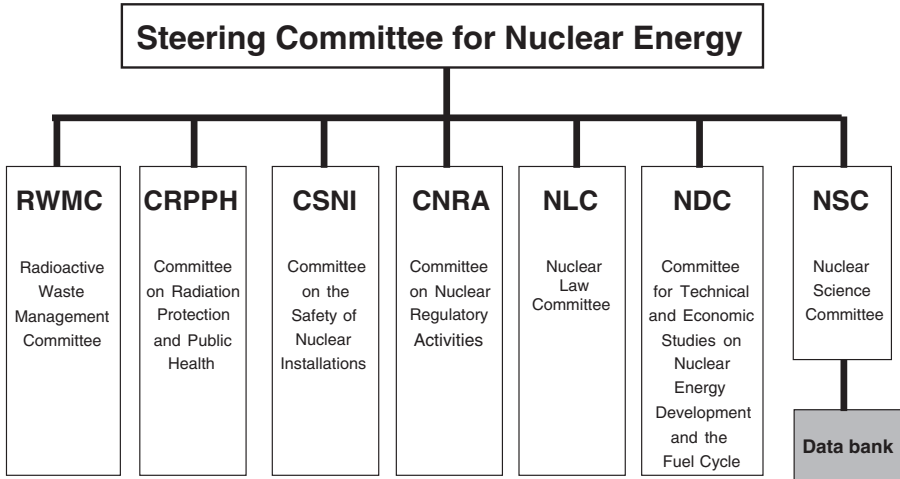 Steering Committee for Nuclear Energy
RWMC
Radioactive
Waste
Management
Committee
CRPPH
Committee
on Radiation
Protection
and Public
Health
CSNI
Committee
on the
Safety of
Nuclear
Installations
CNRA
Committee
on Nuclear
Regulatory
Activities
NLC
Nuclear
Law
Committee
NDC
Committee
for Technical
and Economic
Studies on
Nuclear
Energy
Development
and the
Fuel Cycle
NSC
Nuclear
Science
Committee
Data bank